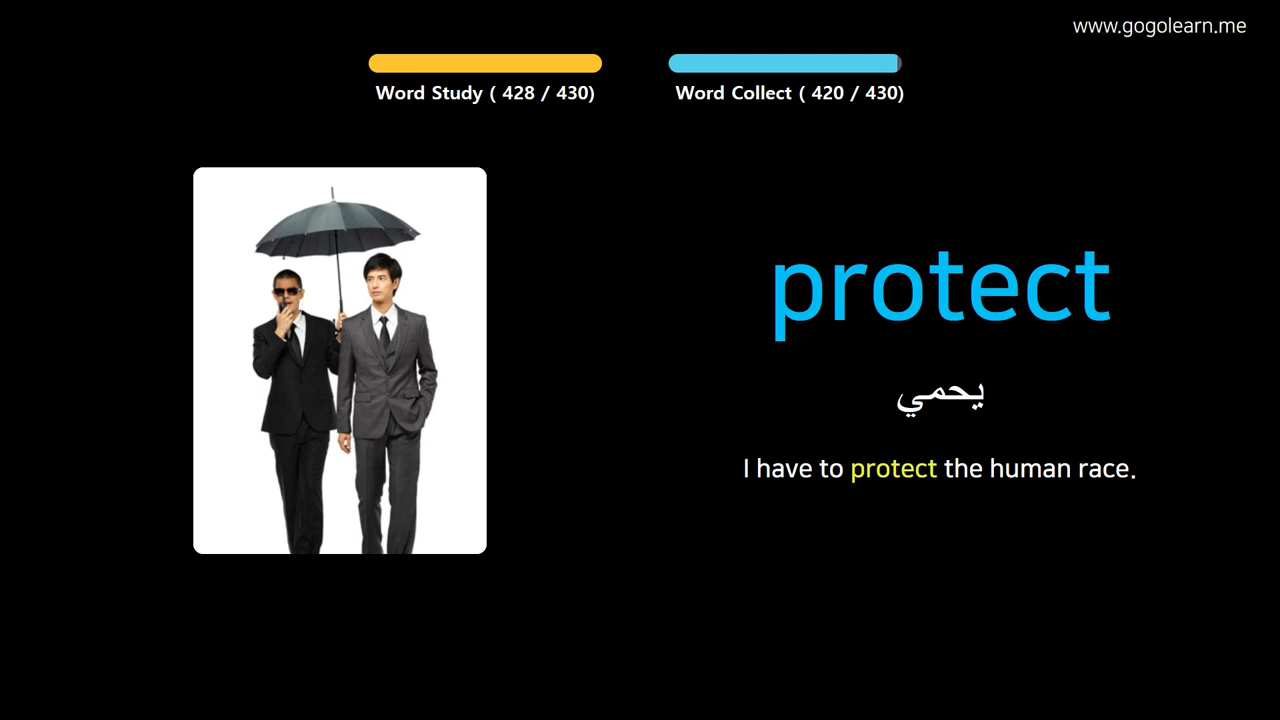 www.gogolearn.me
Word Study ( 428 / 430)
Word Collect ( 420 / 430)
protect
يحمي
I have to protect the human race.